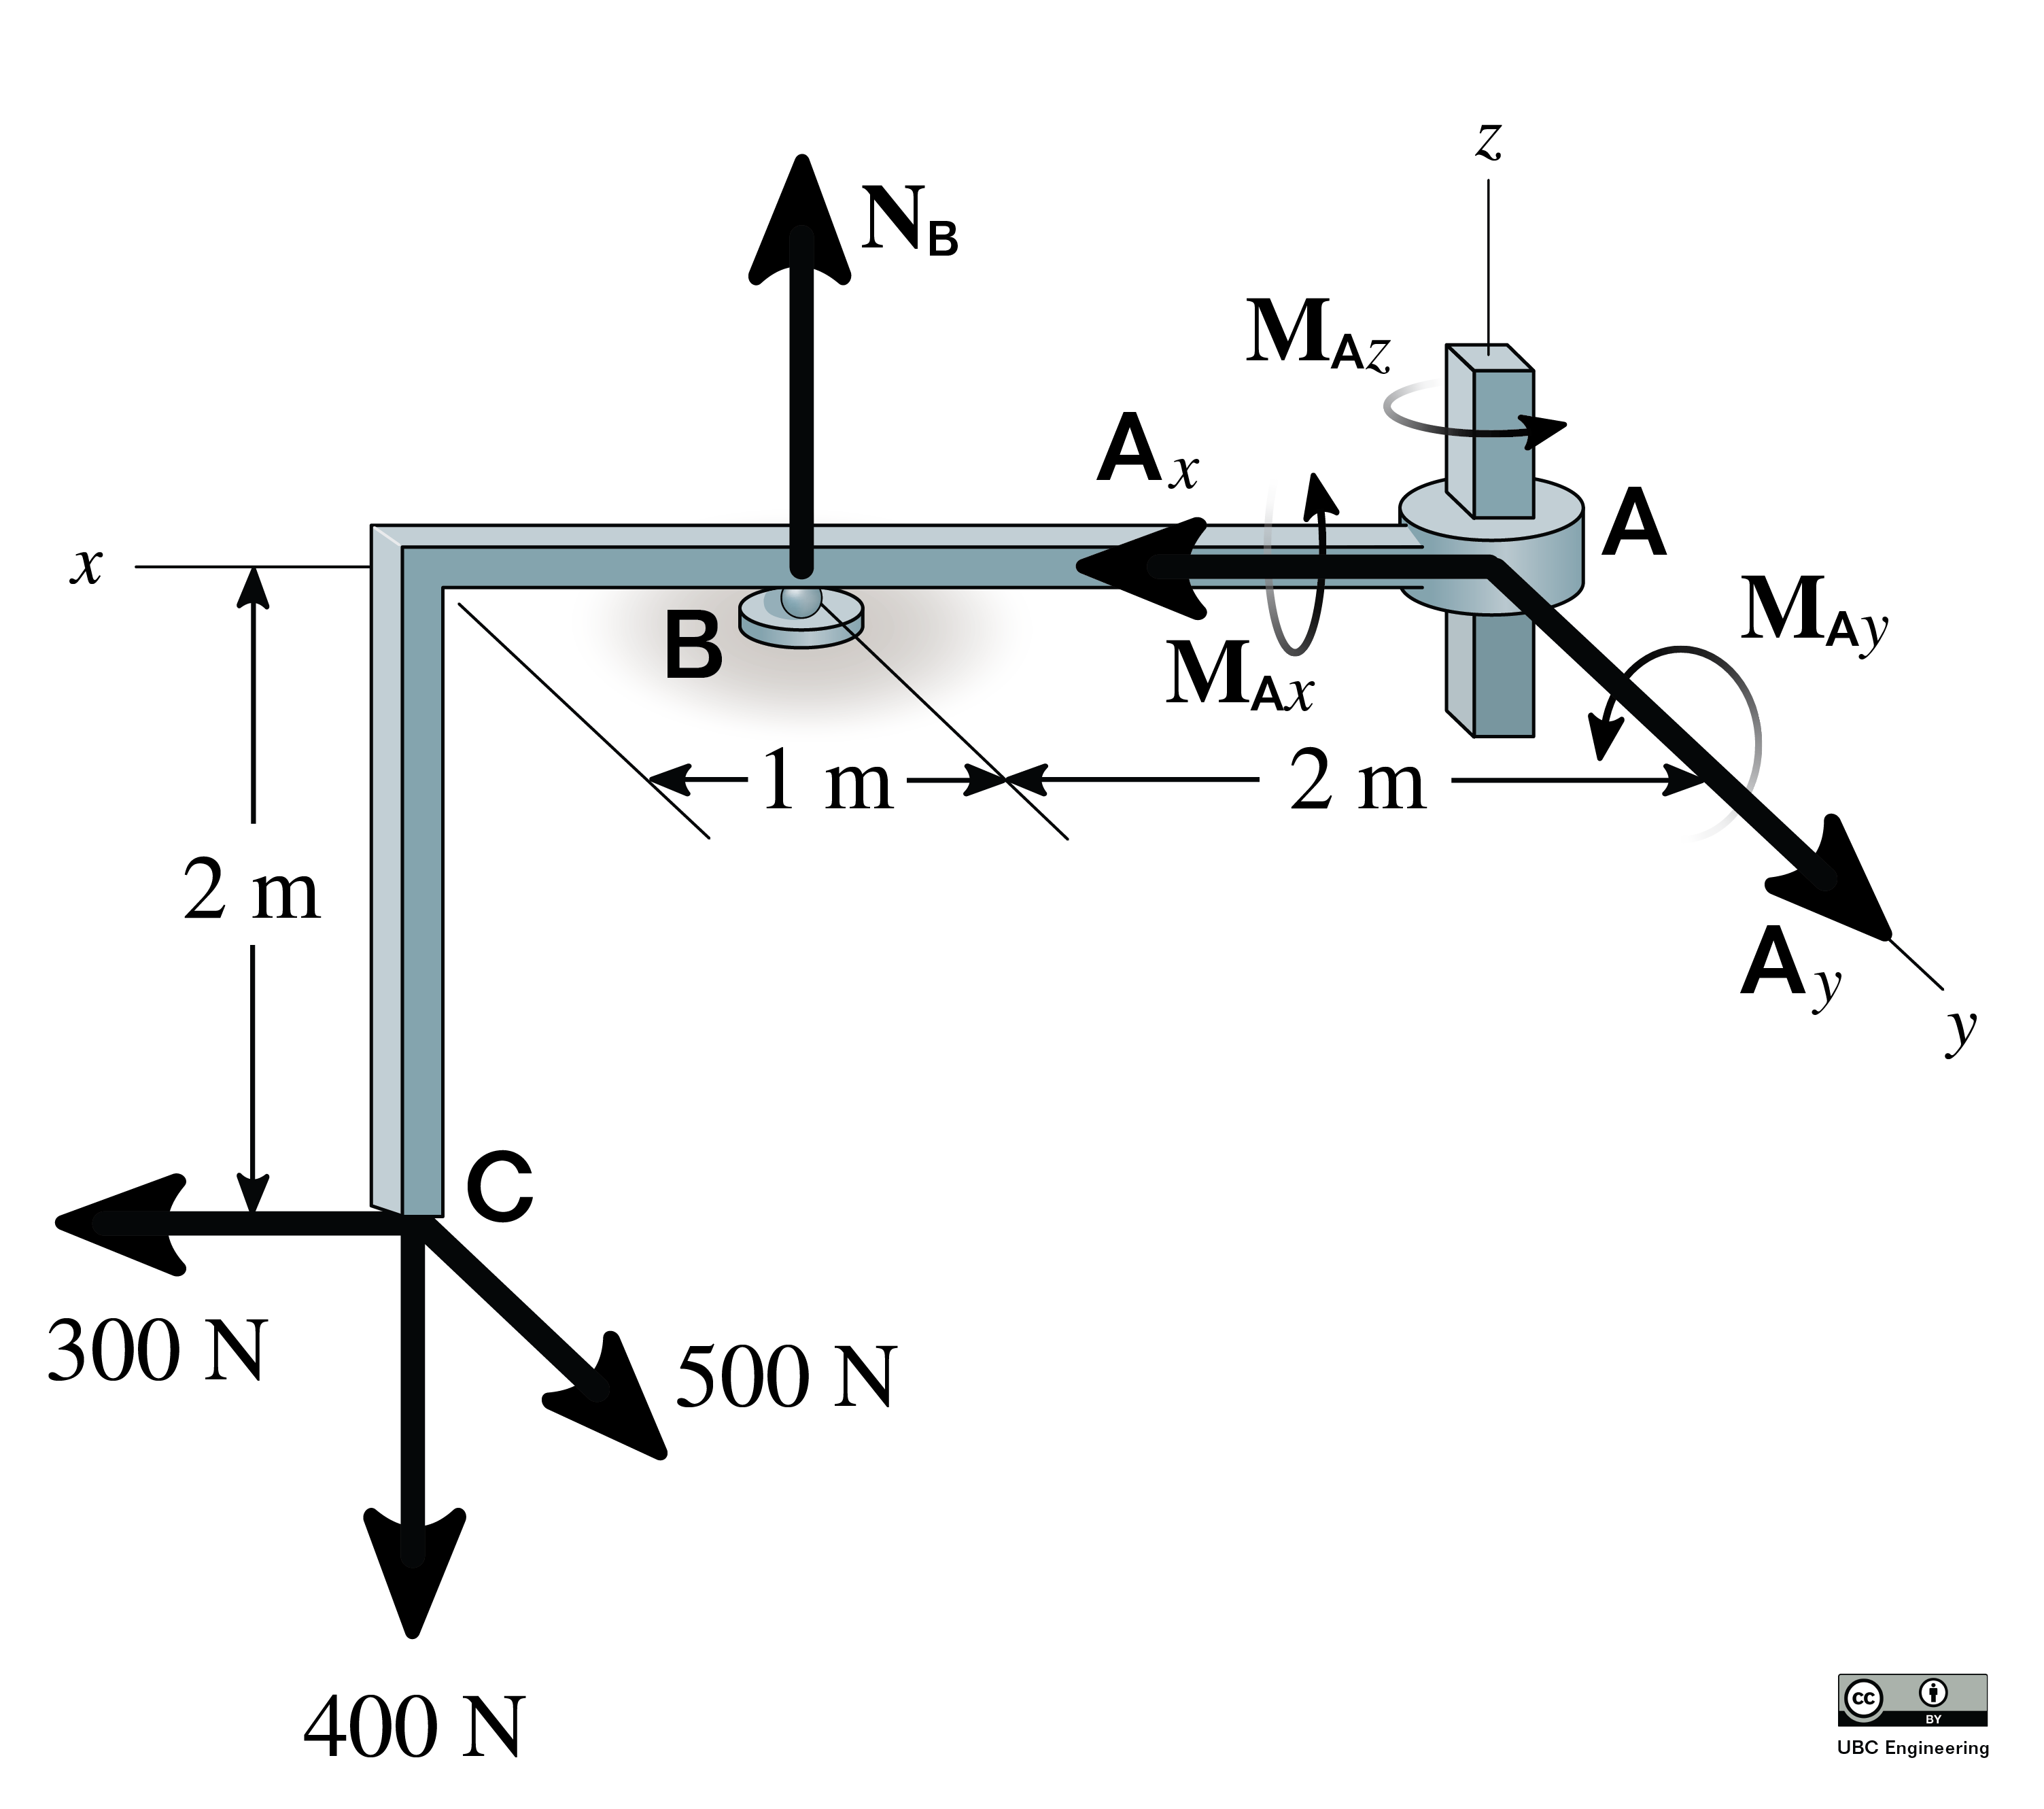 z
N_B
M_Az
A_x
A
x
B
M_Ax
M_Ay
1 m
2 m
2 m
A_y
y
C
300 N
500 N
400 N
cc
BY
UBC Engineering